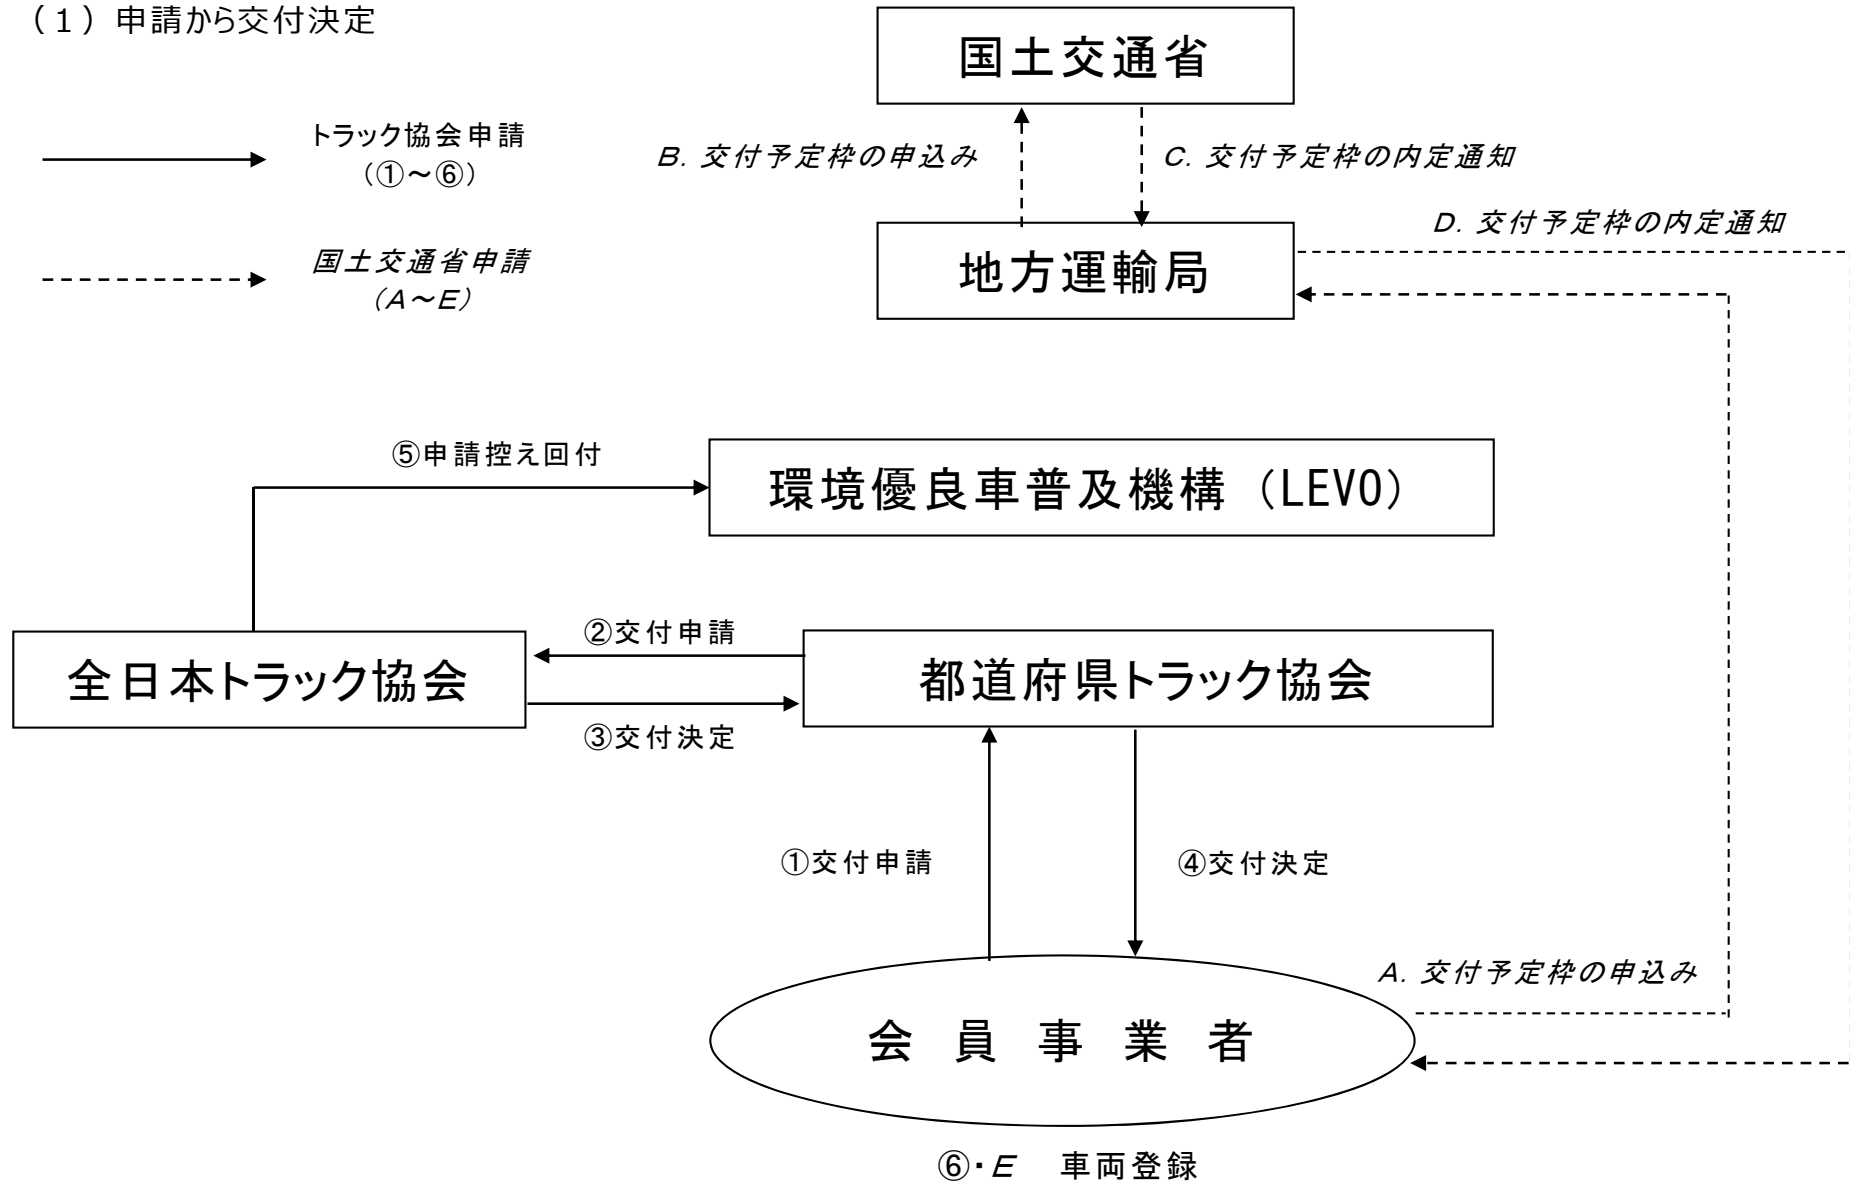 （１）申請から交付決定
国土交通省
トラック協会申請
（①～⑥）
B. 交付予定枠の申込み
C. 交付予定枠の内定通知
D. 交付予定枠の内定通知
国土交通省申請
（A～E）
地方運輸局
⑤申請控え回付
環境優良車普及機構（LEVO）
②交付申請
全日本トラック協会
都道府県トラック協会
③交付決定
①交付申請
④交付決定
A. 交付予定枠の申込み
会員事業者
⑥・E　車両登録